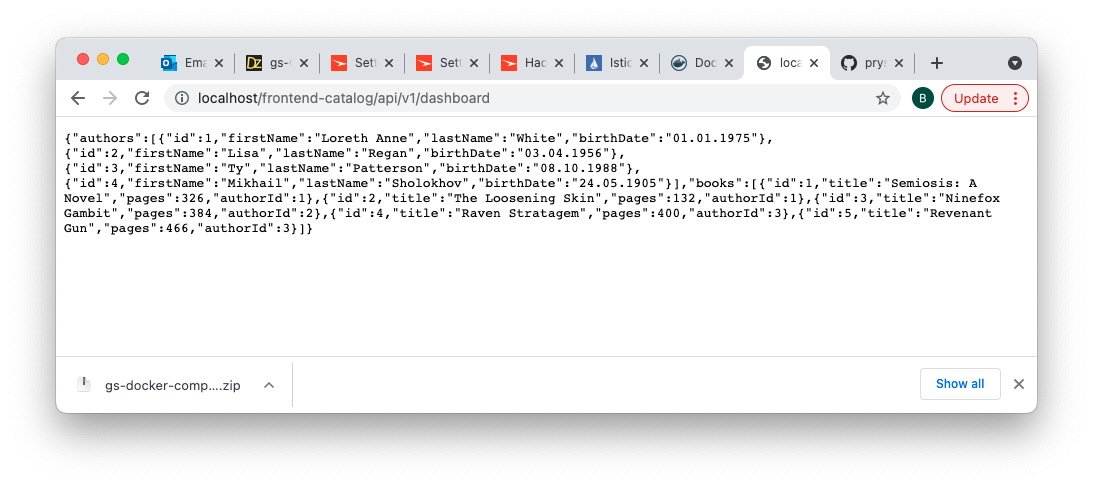 Ema
gs-
Sett
Sett
Hac
Istio
Doc
loca
prys
localhost/frontend-catalog/api/v1/dashboard
B
Update
{"authors":[{"id":1,"firstName":"Loreth Anne","lastName":"White","birthDate":"01.01.1975"},
{"id":2,"firstName":"Lisa","lastName":"Regan","birthDate":"03.04.1956"},
{"id":3,"firstName":"Ty","lastName":"Patterson","birthDate":"08.10.1988"},
{"id":4,"firstName":"Mikhail","lastName":"Sholokhov","birthDate":"24.05.1905"}],"books":[{"id":1,"title":"Semiosis: A
Novel","pages":326,"authorId":1},{"id":2,"title":"The Loosening Skin","pages":132,"authorId":1},{"id":3,"title":"Ninefox
Gambit","pages":384,"authorId":2},{"id":4,"title":"Raven Stratagem","pages":400,"authorId":3},{"id":5,"title":"Revenant
Gun","pages":466,"authorId":3}]}
gs-docker-comp....zip
Show all